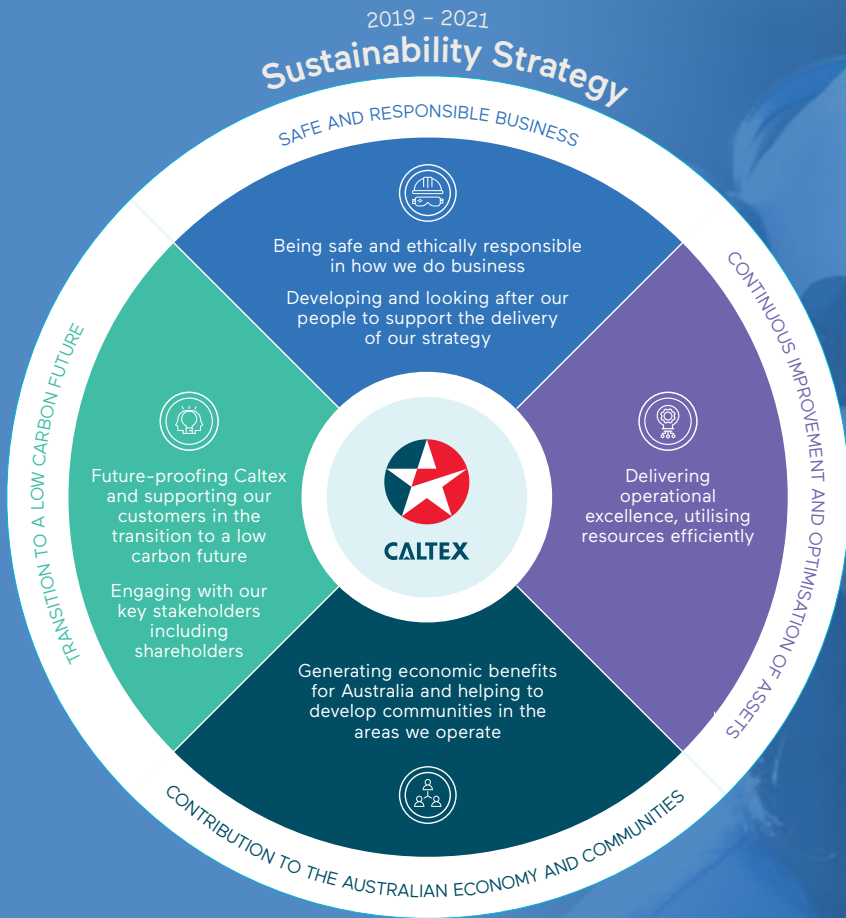 2019 – 2021
Sustainability Strategy
SAFE AND RESPONSIBLE BUSINESS
Being safe and ethically responsible
in how we do business
Developing and looking after our
people to support the delivery
of our strategy
CONTINUOUS IMPROVEMENT AND OPTIMISATION OF ASSETS
Delivering
operational
excellence, utilising
resources efficiently
TRANSITION TO A LOW CARBON FUTURE
Future-proofing Caltex
and supporting our
customers in the
transition to a low
carbon future
Engaging with our
key stakeholders
including
shareholders
CALTEX
Generating economic benefits
for Australia and helping to
develop communities in the
areas we operate
CONTRIBUTION TO THE AUSTRALIAN ECONOMY AND COMMUNITIES